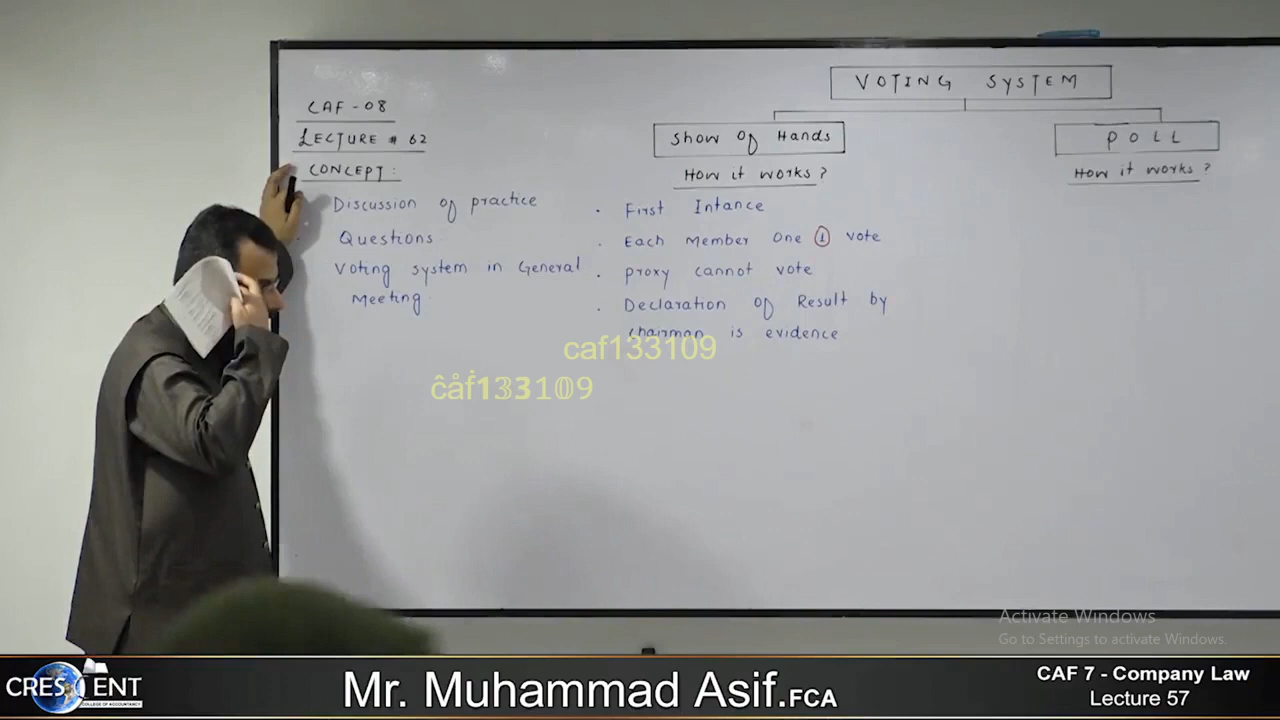 VOTING SYSTEM
CAF - 08
LECTURE # 62
CONCEPT:
Discussion of practice
Questions
Voting system in General
Meeting
Show Of Hands
How it works?
. First Intance
. Each Member One 1 vote
. proxy cannot vote
. Declaration of Result by
chairman is evidence
POLL
How it works?
caf133109
ĉåḟ133109
Activate Windows
Go to Settings to activate Windows.
CRESCENT
COLLEGE OF ACCOUNTANCY
Mr. Muhammad Asif.FCA
CAF 7 - Company Law
Lecture 57